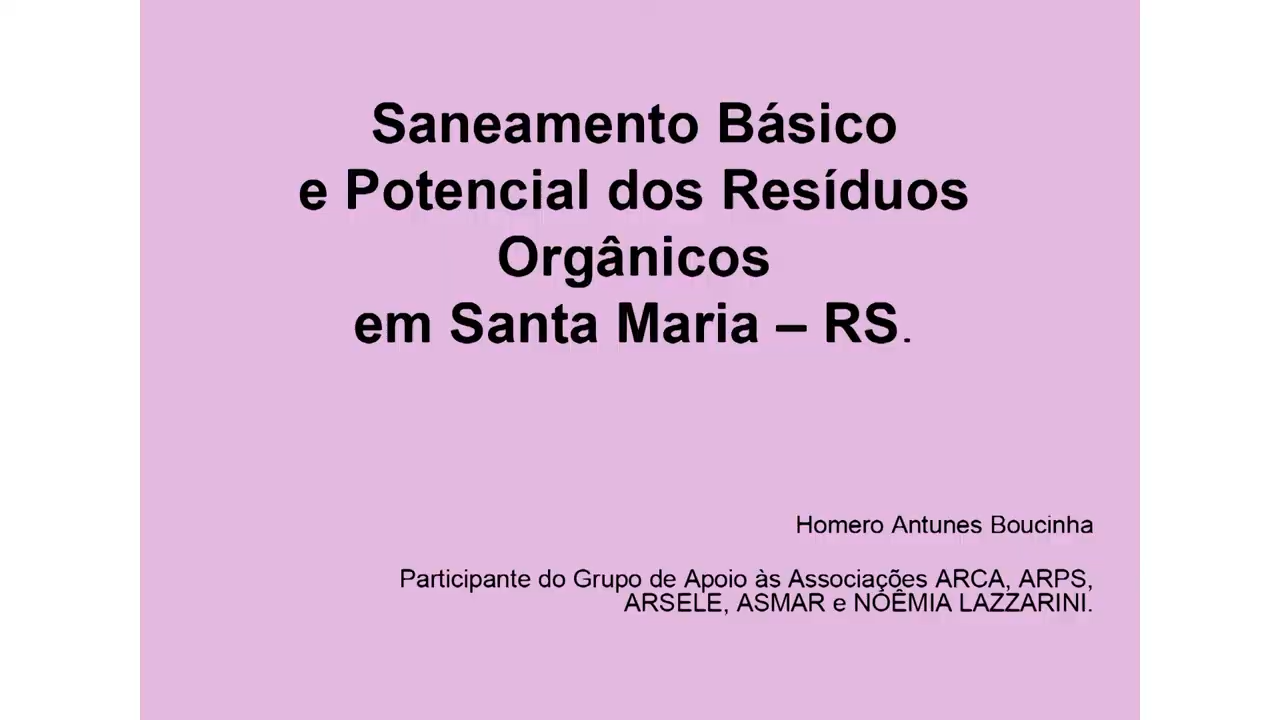 Saneamento Básico
e Potencial dos Resíduos
Orgânicos
em Santa Maria – RS.
Homero Antunes Boucinha
Participante do Grupo de Apoio às Associações ARCA, ARPS,
ARSELE, ASMAR e NOÊMIA LAZZARINI.